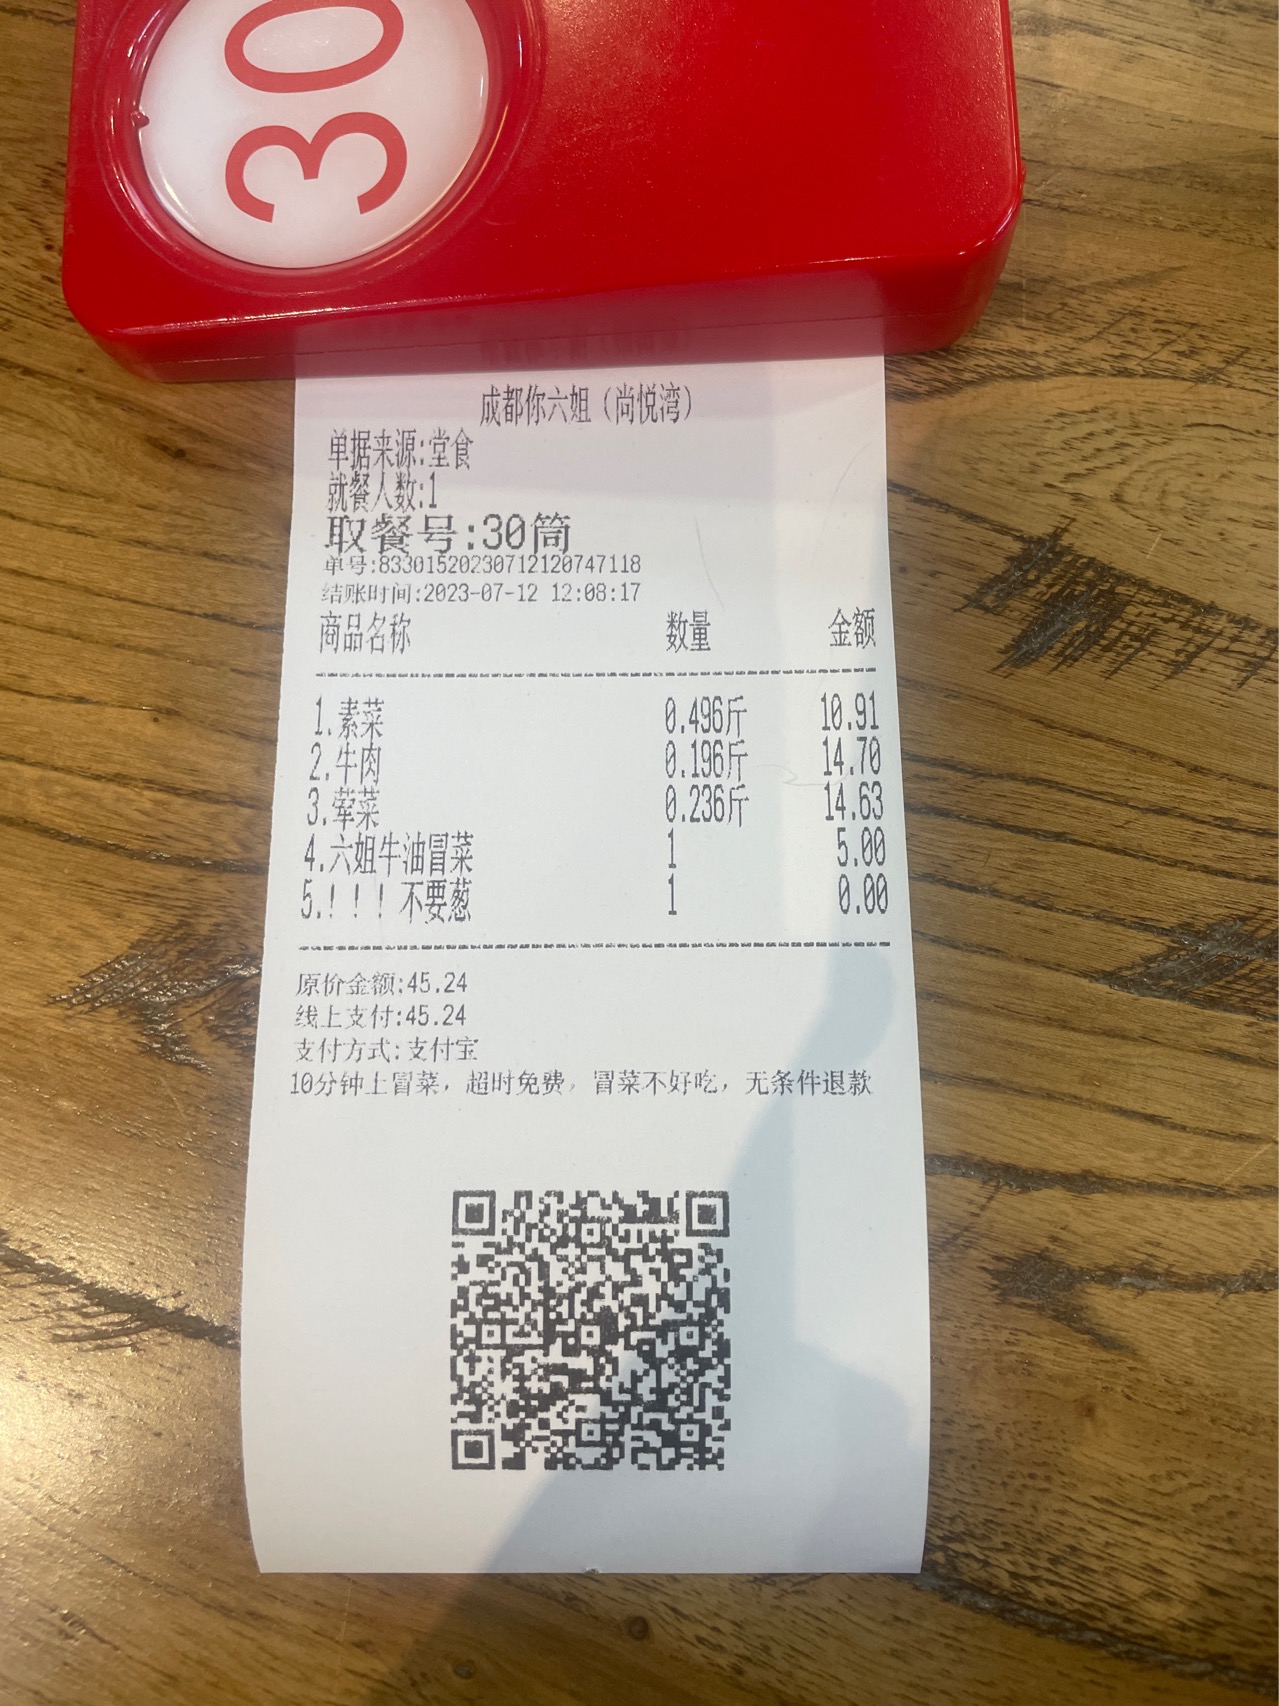 30
成都你六姐（尚悦湾）
单据来源:堂食
就餐人数:1
取餐号:30筒
单号:83301520230712120747118
结账时间:2023-07-12 12:08:17
商品名称 数量 金额
1.素菜 0.496斤 10.91
2.牛肉 0.196斤 14.70
3.荤菜 0.236斤 14.63
4.六姐牛油冒菜 1 5.00
5.！！！不要葱 1 0.00
原价金额:45.24
线上支付:45.24
支付方式:支付宝
10分钟上冒菜，超时免费，冒菜不好吃，无条件退款